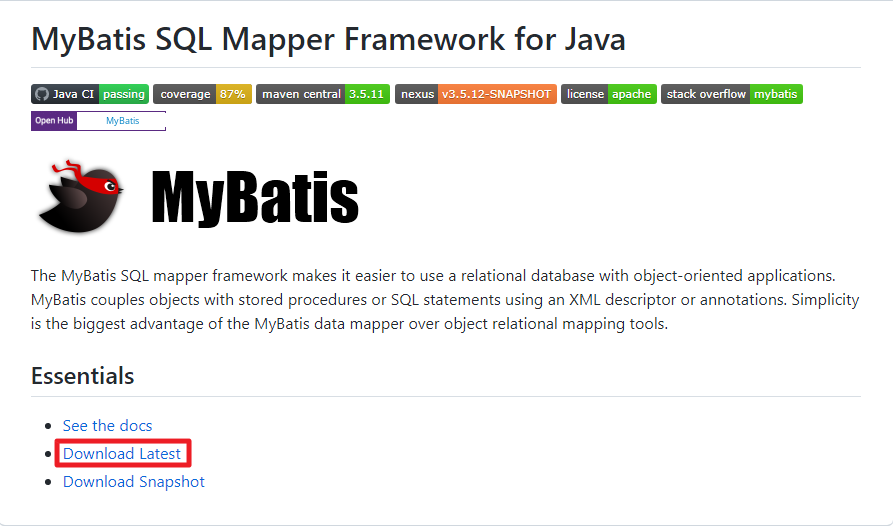 MyBatis SQL Mapper Framework for Java
Java CI passing coverage 87% maven central 3.5.11 nexus v3.5.12-SNAPSHOT license apache stack overflow mybatis
Open Hub MyBatis
MyBatis
The MyBatis SQL mapper framework makes it easier to use a relational database with object-oriented applications.
MyBatis couples objects with stored procedures or SQL statements using an XML descriptor or annotations. Simplicity
is the biggest advantage of the MyBatis data mapper over object relational mapping tools.
Essentials
See the docs
Download Latest
Download Snapshot